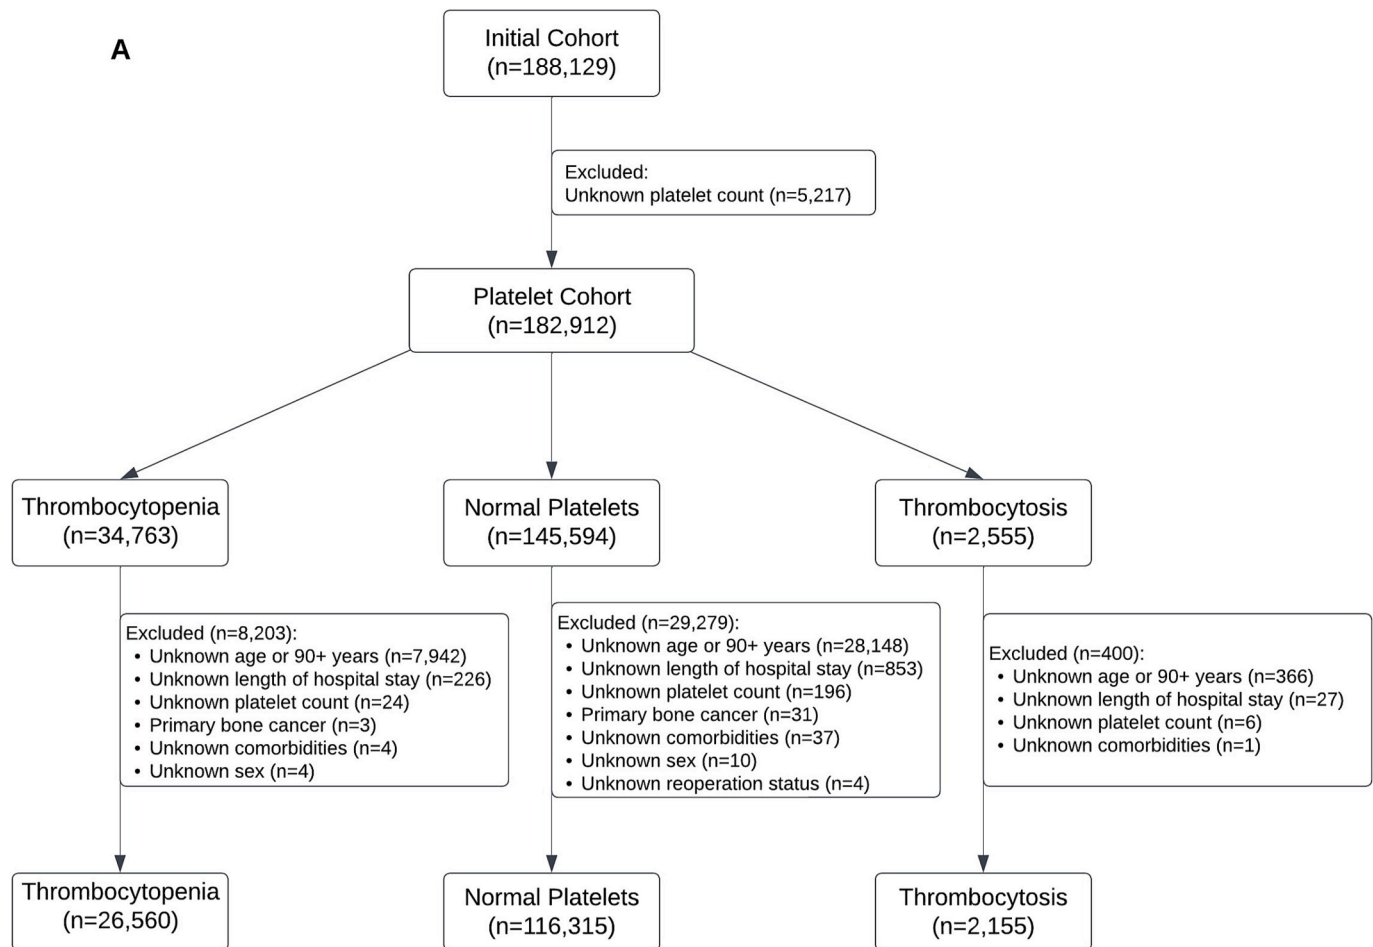 A
Initial Cohort
(n=188,129)
Excluded:
Unknown platelet count (n=5,217)
Platelet Cohort
(n=182,912)
Thrombocytopenia
(n=34,763)
Normal Platelets
(n=145,594)
Thrombocytosis
(n=2,555)
Excluded (n=8,203):
• Unknown age or 90+ years (n=7,942)
• Unknown length of hospital stay (n=226)
• Unknown platelet count (n=24)
• Primary bone cancer (n=3)
• Unknown comorbidities (n=4)
• Unknown sex (n=4)
Excluded (n=29,279):
• Unknown age or 90+ years (n=28,148)
• Unknown length of hospital stay (n=853)
• Unknown platelet count (n=196)
• Primary bone cancer (n=31)
• Unknown comorbidities (n=37)
• Unknown sex (n=10)
• Unknown reoperation status (n=4)
Excluded (n=400):
• Unknown age or 90+ years (n=366)
• Unknown length of hospital stay (n=27)
• Unknown platelet count (n=6)
• Unknown comorbidities (n=1)
Thrombocytopenia
(n=26,560)
Normal Platelets
(n=116,315)
Thrombocytosis
(n=2,155)